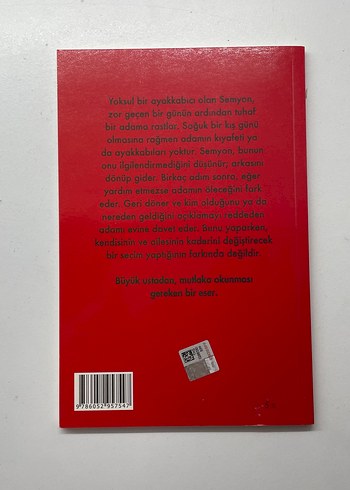 Yoksul bir ayakkabıcı olan Semyon,
zor geçen bir günün ardından tuhaf
bir adama rastlar. Soğuk bir kış günü
olmasına rağmen adamın kıyafeti ya
da ayakkabıları yoktur. Semyon, bunun
onu ilgilendirmediğini düşünür; arkasını
dönüp gider. Birkaç adım sonra, eğer
yardım etmezse adamın öleceğini fark
eder. Geri döner ve kim olduğunu ya da
nereden geldiğini açıklamayı reddeden
adamı evine davet eder. Bunu yaparken,
kendisinin ve ailesinin kaderini değiştirecek
bir seçim yaptığının farkında değildir.
Büyük ustadan, mutlaka okunması
gereken bir eser.
9 786052 957547